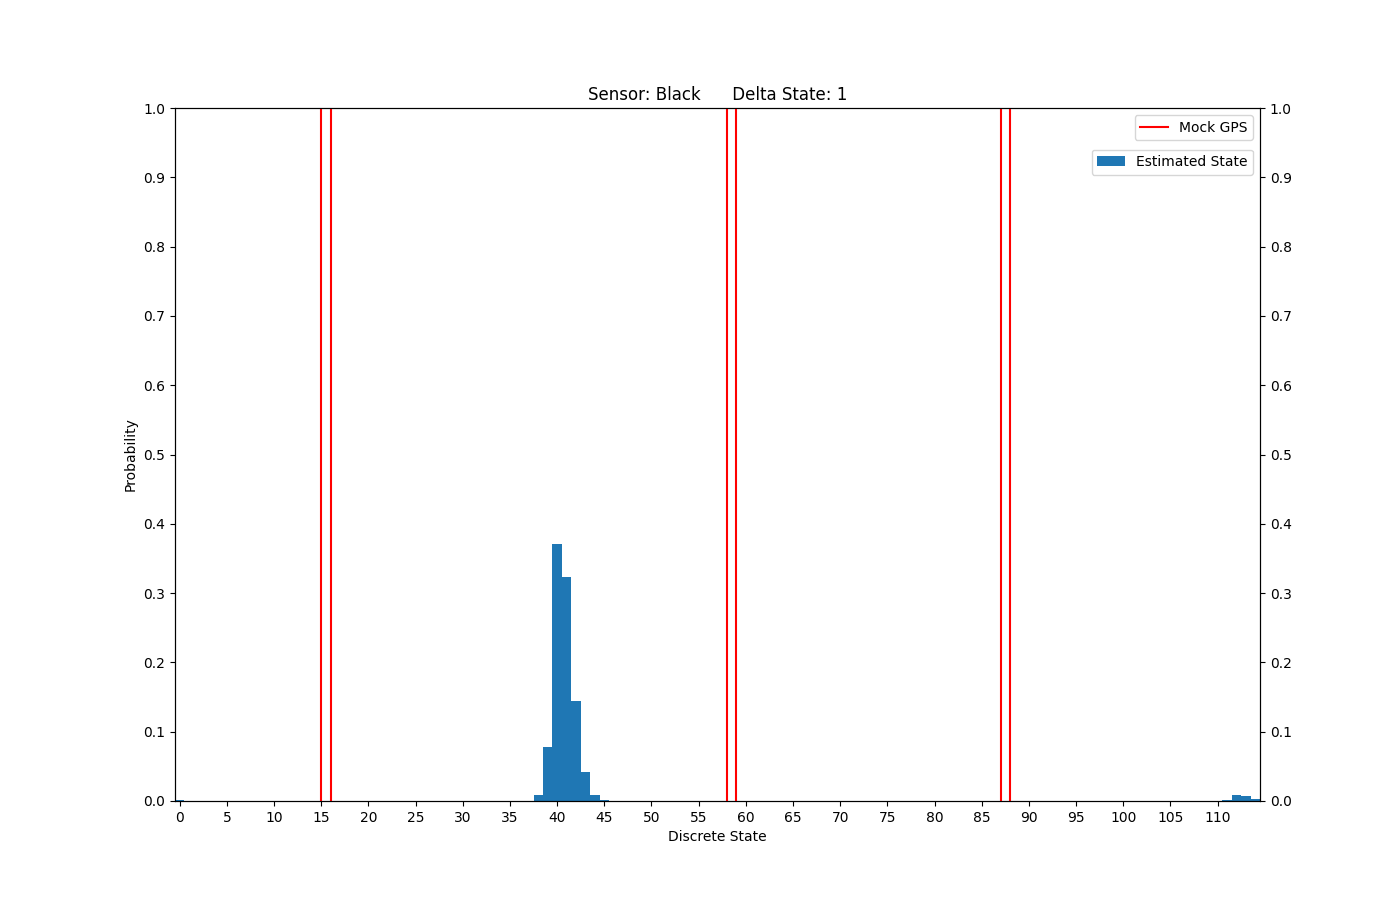 Sensor: Black Delta State: 1
1.0 1.0
Mock GPS
Estimated State
0.9 0.9
0.8 0.8
0.7 0.7
0.6 0.6
0.5 0.5
Probability
0.4 0.4
0.3 0.3
0.2 0.2
0.1 0.1
0.0 0.0
0 5 10 15 20 25 30 35 40 45 50 55 60 65 70 75 80 85 90 95 100 105 110
Discrete State